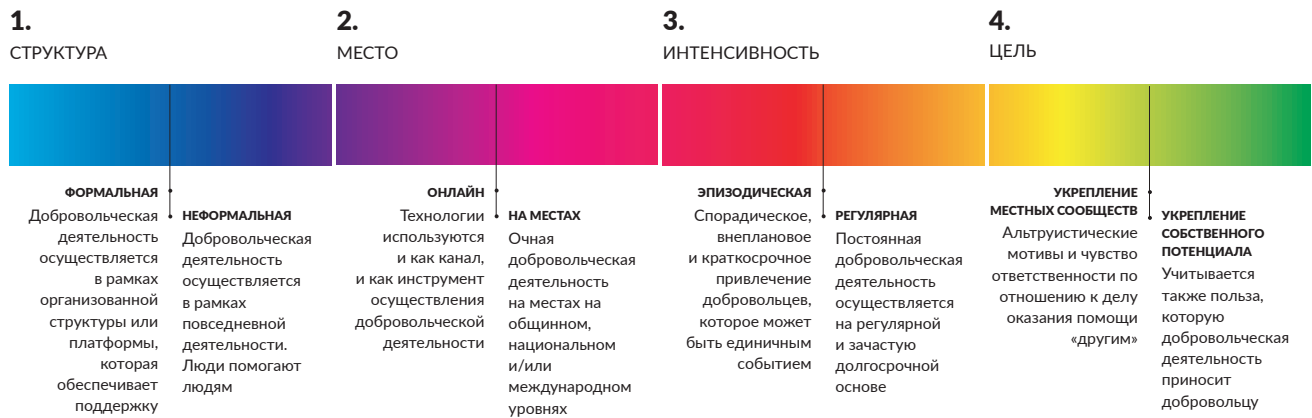 1.
СТРУКТУРА
ФОРМАЛЬНАЯ
Добровольческая
деятельность
осуществляется
в рамках
организованной
структуры или
платформы,
которая
обеспечивает
поддержку
НЕФОРМАЛЬНАЯ
Добровольческая
деятельность
осуществляется
в рамках
повседневной
деятельности.
Люди помогают
людям
2.
МЕСТО
ОНЛАЙН
Технологии
используются
и как канал,
и как инструмент
осуществления
добровольческой
деятельности
НА МЕСТАХ
Очная
добровольческая
деятельность
на местах на
общинном,
национальном
и/или
международном
уровнях
3.
ИНТЕНСИВНОСТЬ
ЭПИЗОДИЧЕСКАЯ
Спорадическое,
внеплановое
и краткосрочное
привлечение
добровольцев,
которое может
быть единичным
событием
РЕГУЛЯРНАЯ
Постоянная
добровольческая
деятельность
осуществляется
на регулярной
и зачастую
долгосрочной
основе
4.
ЦЕЛЬ
УКРЕПЛЕНИЕ
МЕСТНЫХ СООБЩЕСТВ
Альтруистические
мотивы и чувство
ответственности по
отношению к делу
оказания помощи
«другим»
УКРЕПЛЕНИЕ
СОБСТВЕННОГО
ПОТЕНЦИАЛА
Учитывается
также польза,
которую
добровольческая
деятельность
приносит
добровольцу